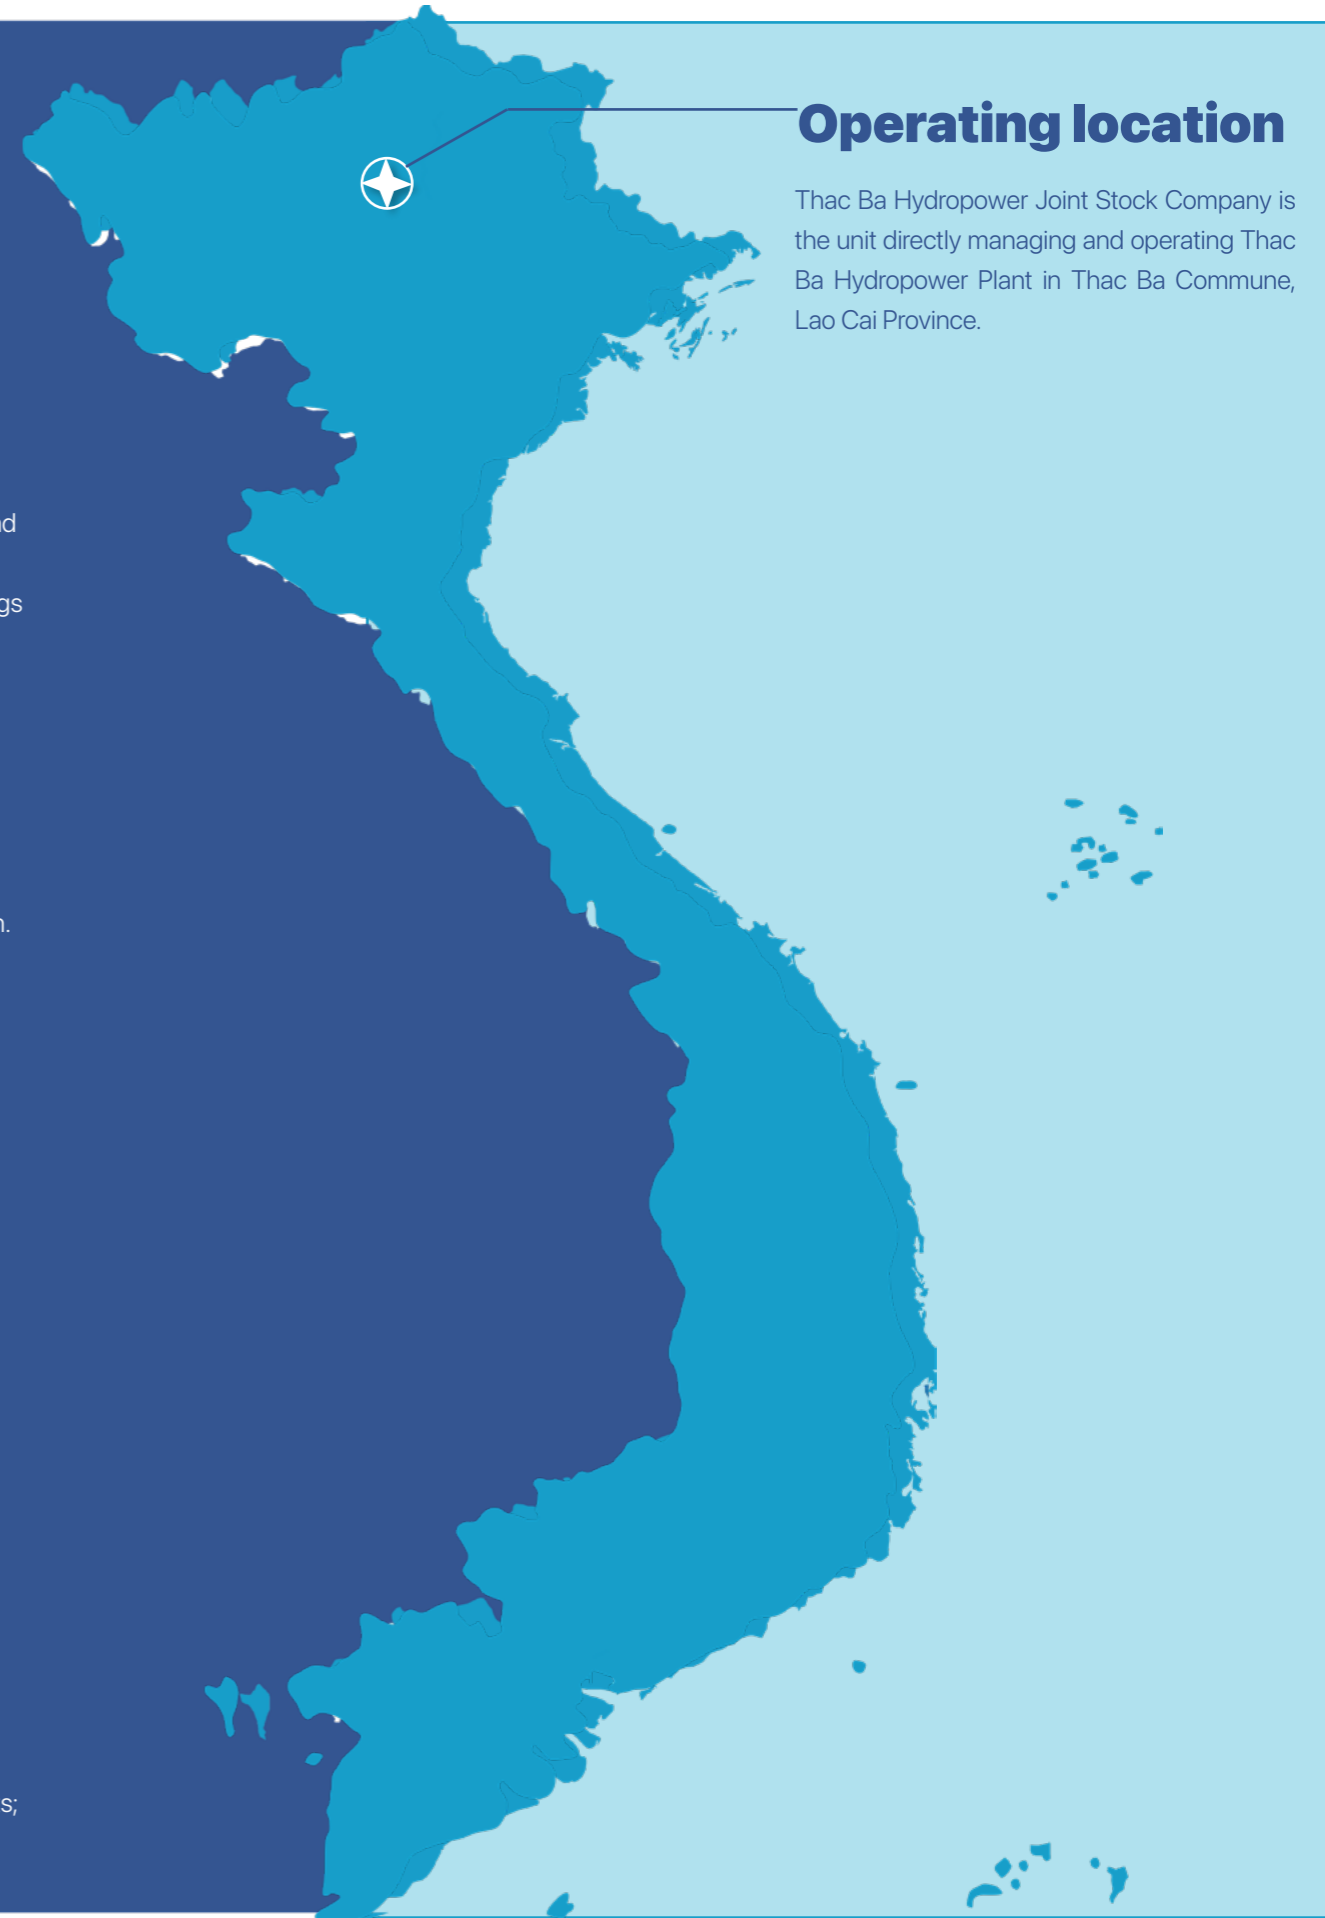 Operating location
Thac Ba Hydropower Joint Stock Company is
the unit directly managing and operating Thac
Ba Hydropower Plant in Thac Ba Commune,
Lao Cai Province.